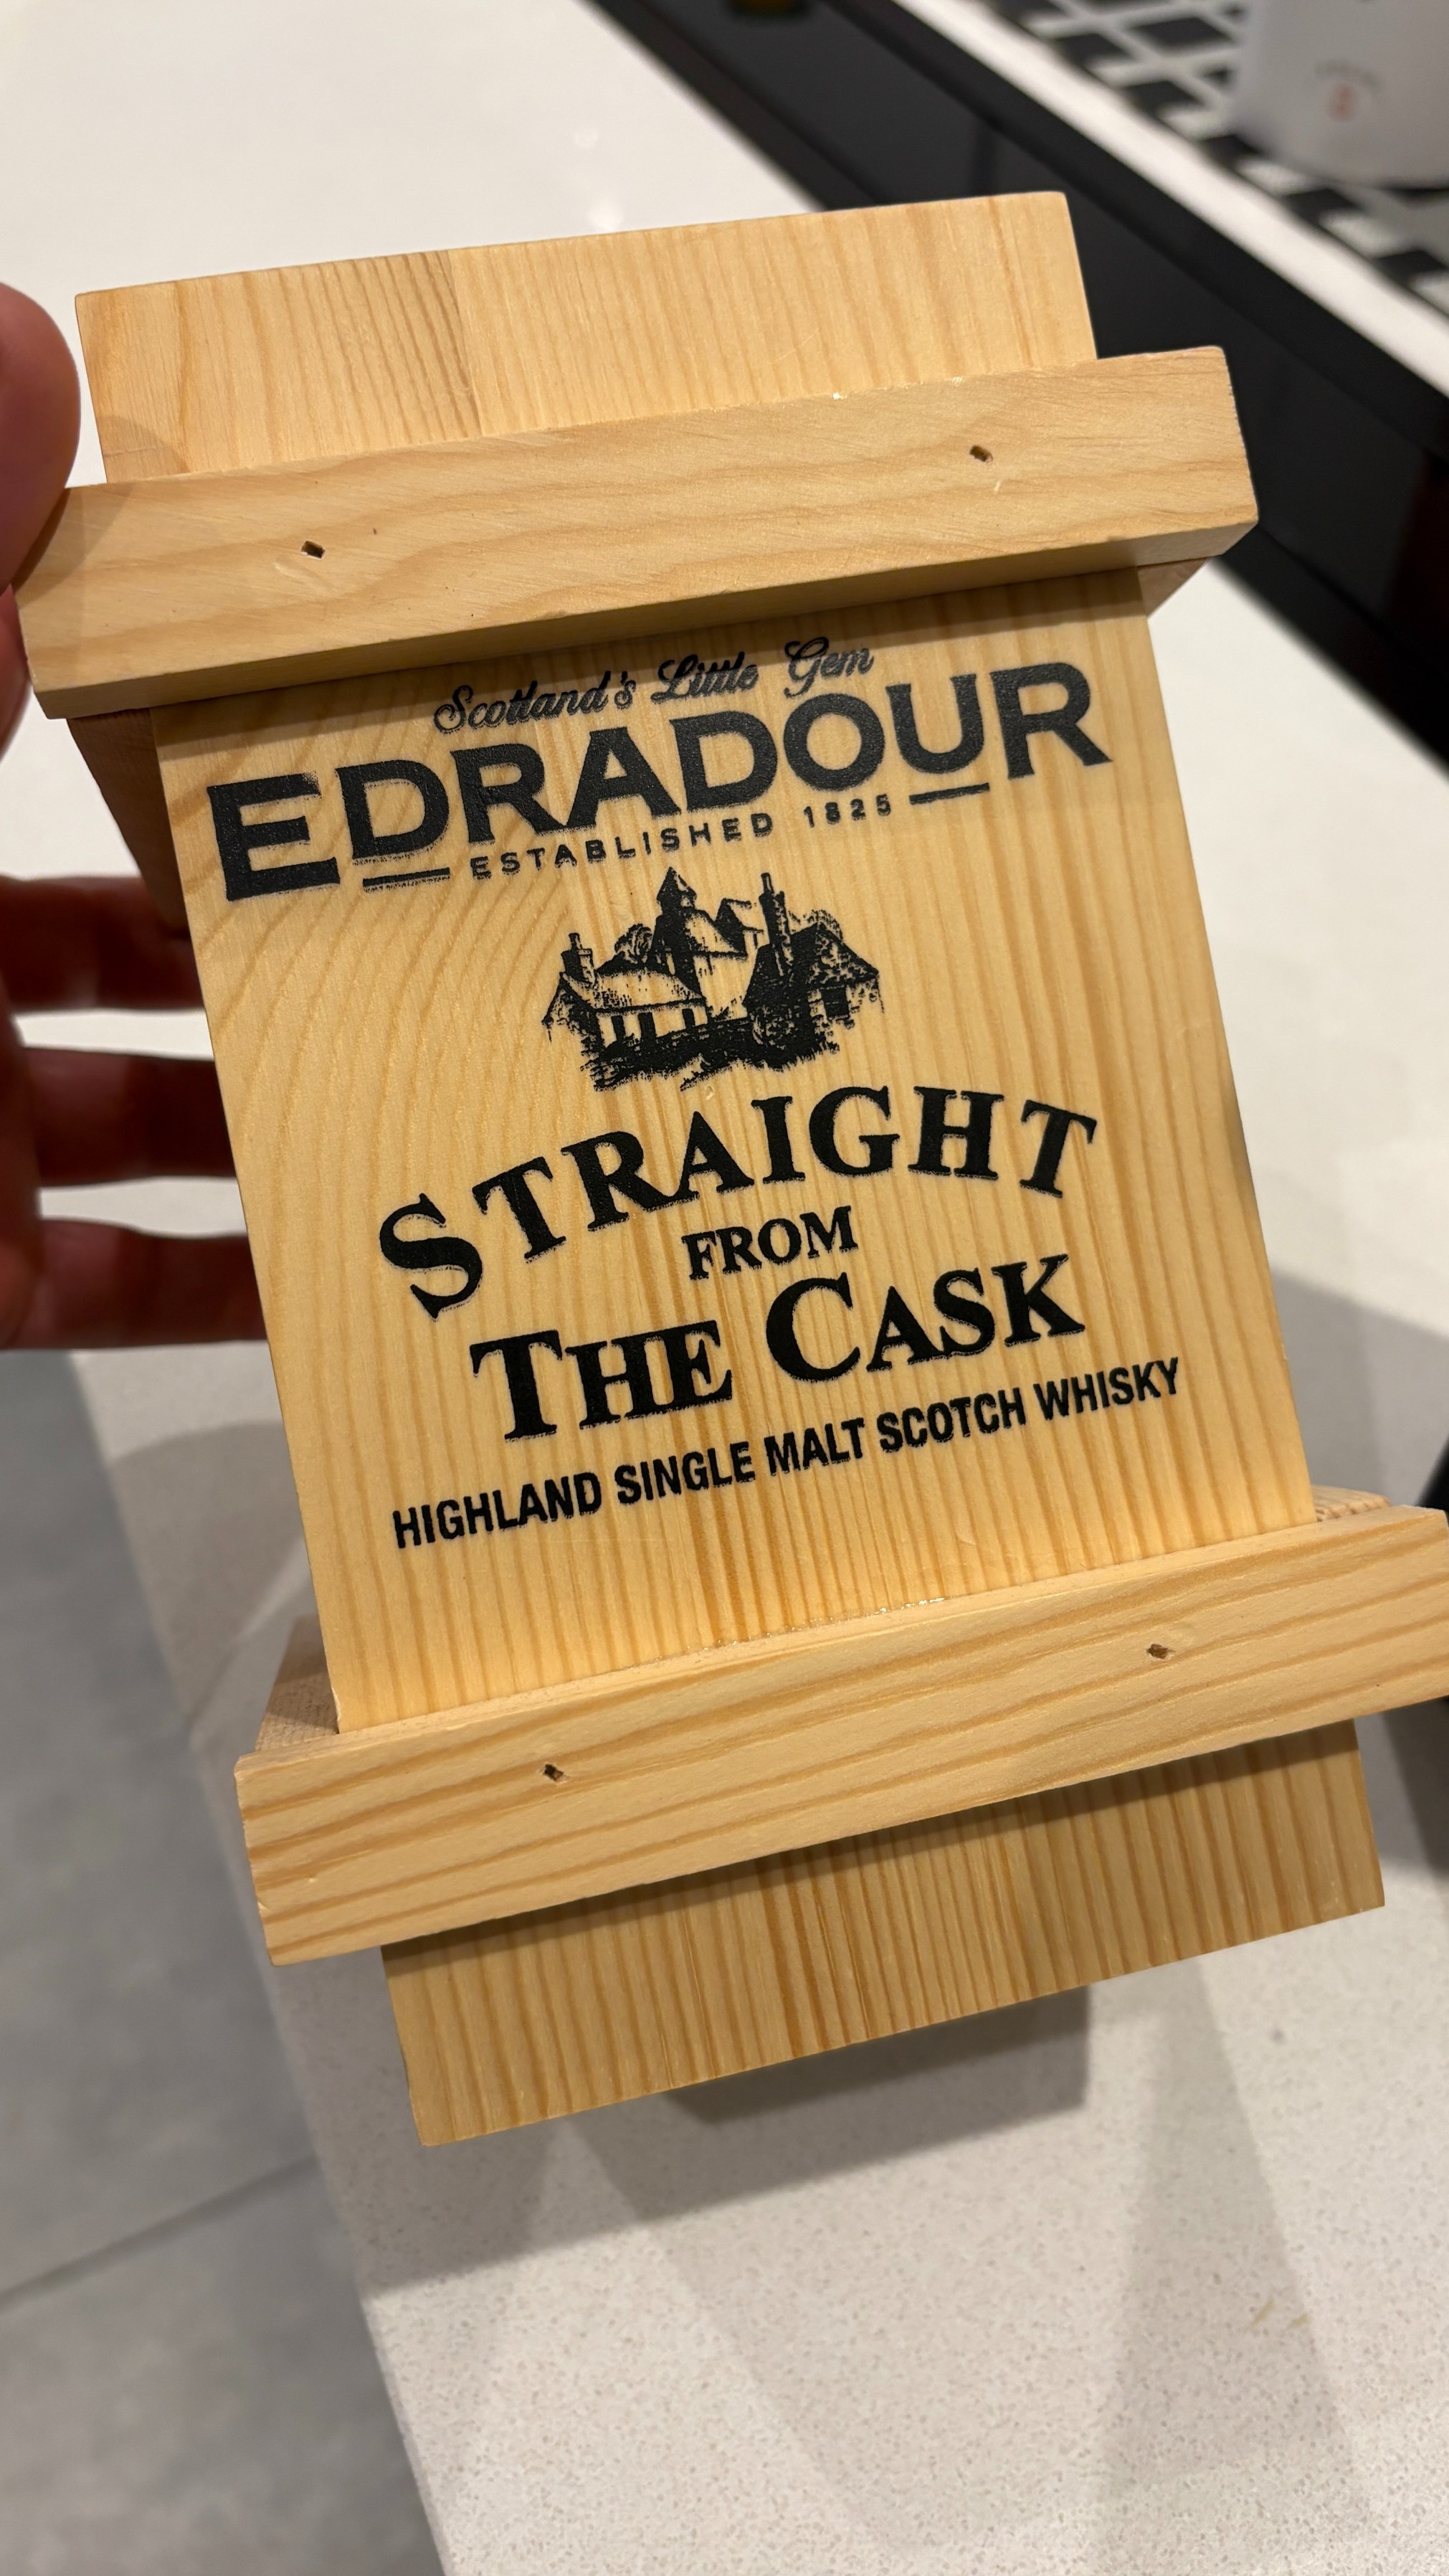 Scotland's Little Gem
EDRADOUR
ESTABLISHED 1825
STRAIGHT
FROM
THE CASK
HIGHLAND SINGLE MALT SCOTCH WHISKY